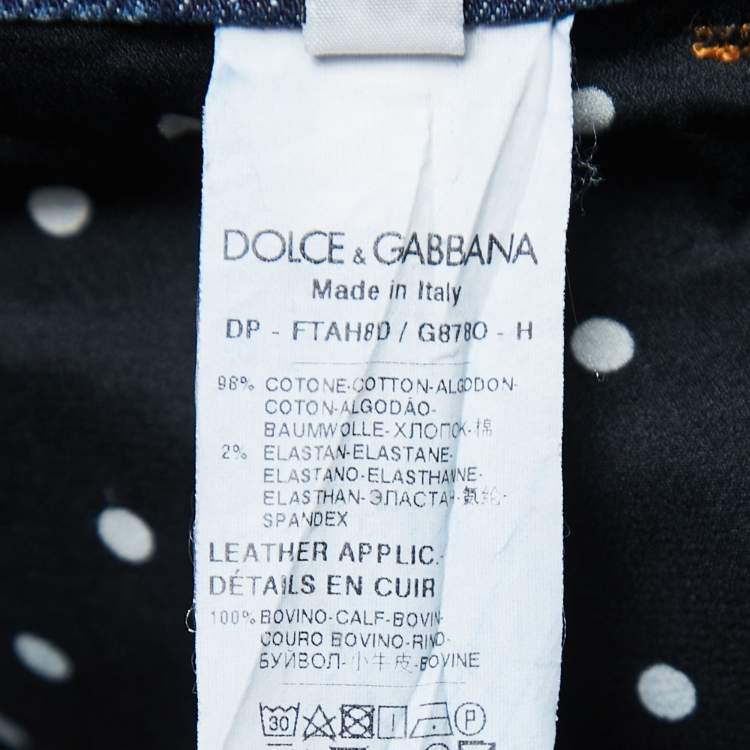 DOLCE & GABBANA
Made in Italy
DP - FTAH8D / G878O - H
98% COTONE-COTTON-ALGODON-
COTON-ALGODÃO-
BAUMWOLLE-ХЛОПОК-棉
2% ELASTAN-ELASTANE-
ELASTANO-ELASTHANNE-
ELASTHAN-ЭЛАСТАН-氨纶-
SPANDEX
LEATHER APPLIC.-
DÉTAILS EN CUIR
100% BOVINO-CALF-BOVIN-
COURO BOVINO-RIND-
БУЙВОЛ-小牛皮-BOVINE
30 P